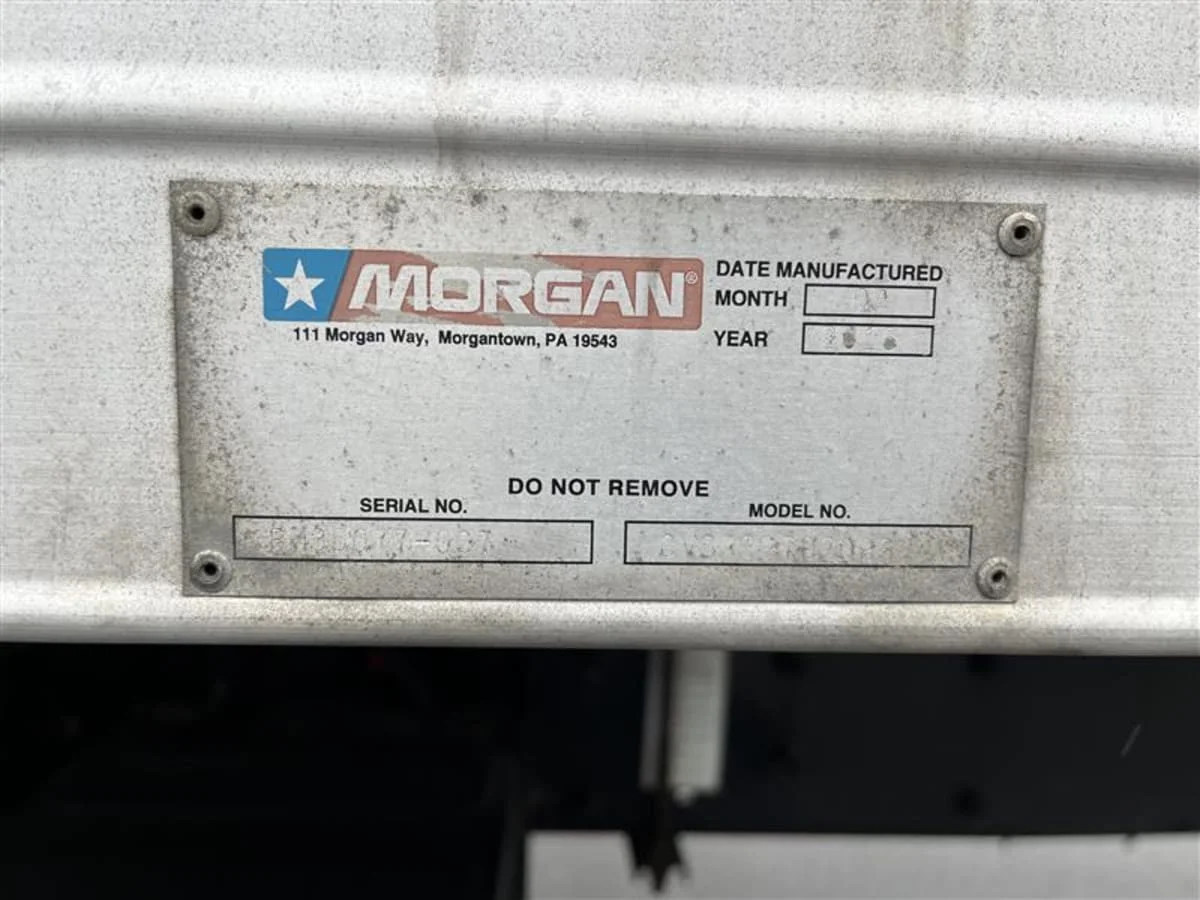 MORGAN®
111 Morgan Way, Morgantown, PA 19543
DATE MANUFACTURED
MONTH
YEAR
DO NOT REMOVE
SERIAL NO.
MODEL NO.